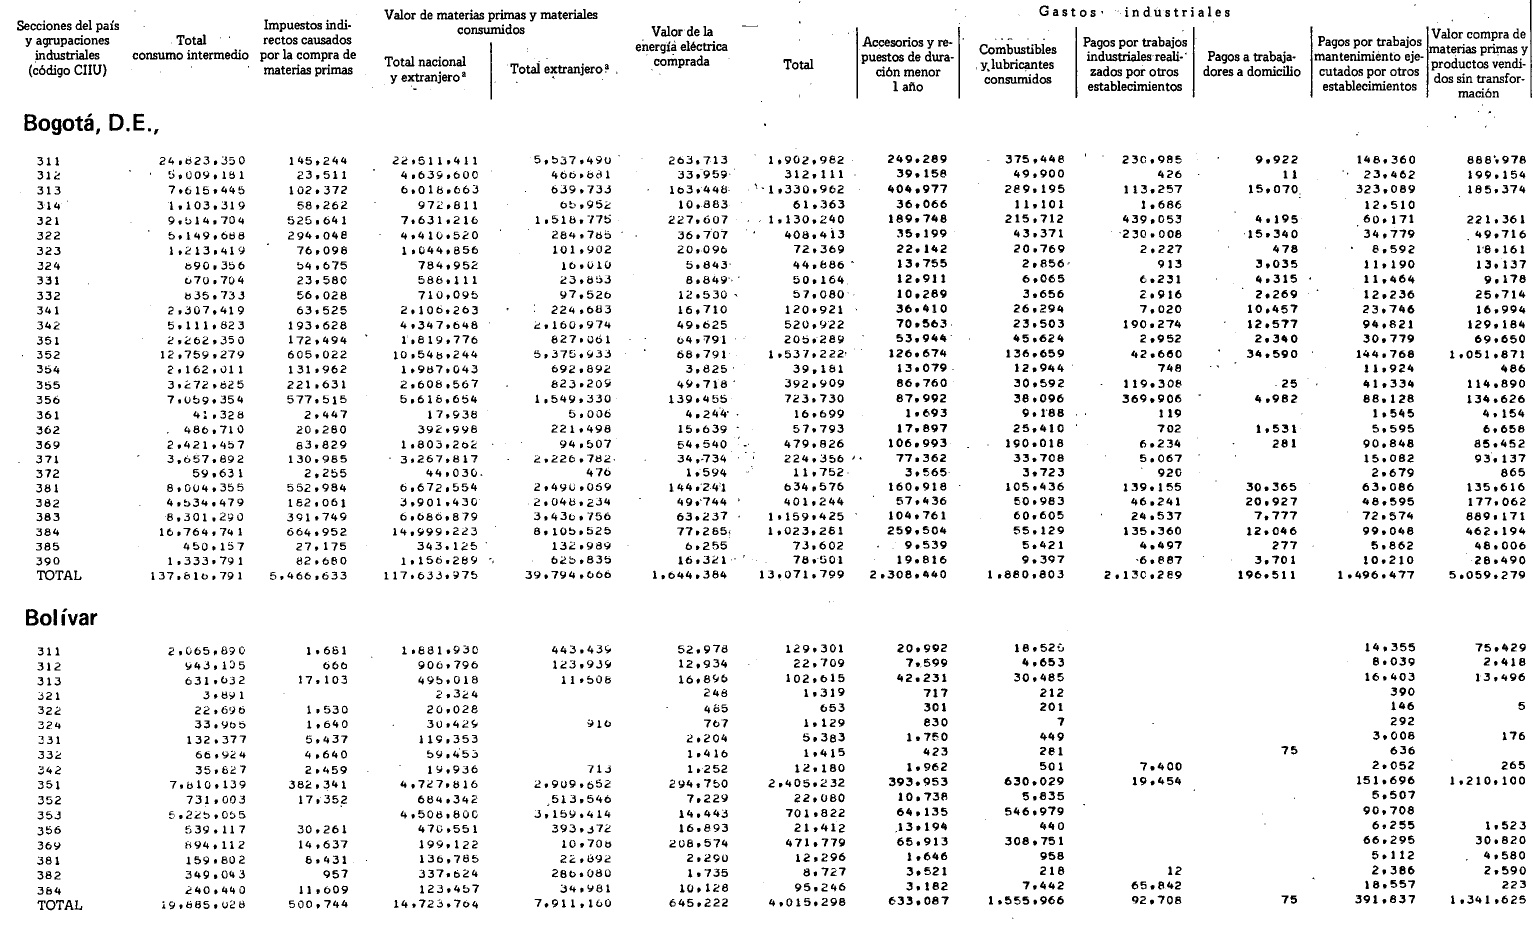 Secciones del país y agrupaciones industriales (código CIIU)
Total consumo intermedio
Impuestos indirectos causados por la compra de materias primas
Valor de materias primas y materiales consumidos
Total nacional y extranjero a
Total extranjero a
Valor de la energía eléctrica comprada
Gastos industriales
Total
Accesorios y repuestos de duración menor 1 año
Combustibles y lubricantes consumidos
Pagos por trabajos industriales realizados por otros establecimientos
Pagos a trabajadores a domicilio
Pagos por trabajos mantenimiento ejecutados por otros establecimientos
Valor compra de materias primas y productos vendidos sin transformación
Bogotá, D.E.,
311 24,823,350 145,244 22,511,411 5,537,490 263,713 1,902,982 249,289 375,448 230,985 9,922 148,360 888,978
312 5,009,181 23,511 4,639,600 466,881 33,959 312,111 39,158 49,900 426 11 23,462 199,154
313 7,615,445 102,372 6,018,663 639,733 163,448 1,330,962 404,977 289,195 113,257 15,070 323,089 185,374
314 1,103,319 58,262 972,811 65,952 10,883 61,363 36,066 11,101 1,686 12,510
321 9,514,704 525,641 7,631,216 1,518,775 227,607 1,130,240 189,748 215,712 439,053 4,195 60,171 221,361
322 5,149,688 294,048 4,410,520 284,785 36,707 408,413 35,199 43,371 230,008 15,340 34,779 49,716
323 1,213,419 76,098 1,044,856 101,902 20,096 72,369 22,142 20,769 2,227 478 8,592 18,161
324 890,356 54,675 784,952 16,010 5,843 44,886 13,755 2,856 913 3,035 11,190 13,137
331 670,704 23,580 588,111 23,853 8,849 50,164 12,911 6,065 6,231 4,315 11,464 9,178
332 835,733 56,028 710,095 97,526 12,530 57,080 10,289 3,656 2,916 2,269 12,236 25,714
341 2,307,419 63,525 2,106,263 224,683 16,710 120,921 36,410 26,294 7,020 10,457 23,746 16,994
342 5,111,823 193,628 4,347,648 2,160,974 49,625 520,922 70,563 23,503 190,274 12,577 94,821 129,184
351 2,262,350 172,494 1,819,776 827,061 64,791 205,289 53,944 45,624 2,952 2,340 30,779 69,650
352 12,759,279 605,022 10,548,244 5,375,933 68,791 1,537,222 126,674 136,659 42,660 34,590 144,768 1,051,871
354 2,162,011 131,962 1,987,043 692,892 3,825 39,181 13,079 12,944 748 11,924 486
355 3,272,825 221,631 2,608,567 823,209 49,718 392,909 86,760 30,592 119,308 25 41,334 114,890
356 7,059,354 577,515 5,618,654 1,549,330 139,455 723,730 87,992 38,096 369,906 4,982 88,128 134,626
361 41,328 2,447 17,938 5,006 4,244 16,699 1,693 9,188 119 1,545 4,154
362 486,710 20,280 392,998 221,498 15,639 57,793 17,897 25,410 702 1,531 5,595 6,658
369 2,421,457 83,829 1,803,262 94,507 54,540 479,826 106,993 190,018 6,234 281 90,848 85,452
371 3,657,892 130,985 3,267,817 2,226,782 34,734 224,356 77,362 33,708 5,067 15,082 93,137
372 59,631 2,255 44,030 476 1,594 11,752 3,565 3,723 920 2,679 865
381 8,004,355 552,984 6,672,554 2,490,069 144,241 634,576 160,918 105,436 139,155 30,365 63,086 135,616
382 4,534,479 182,061 3,901,430 2,048,234 49,744 401,244 57,436 50,983 46,241 20,927 48,595 177,062
383 8,301,290 391,749 6,686,879 3,430,756 63,237 1,159,425 104,761 60,605 24,537 7,777 72,574 889,171
384 16,764,741 664,952 14,999,223 8,105,525 77,285 1,023,281 259,504 55,129 135,360 12,046 99,048 462,194
385 450,157 27,175 343,125 132,989 6,255 73,602 9,539 5,421 4,497 277 5,862 48,006
390 1,333,791 82,680 1,156,289 625,835 16,321 78,501 19,816 9,397 6,887 3,701 10,210 28,490
TOTAL 137,816,791 5,466,633 117,633,975 39,794,666 1,644,384 13,071,799 2,308,440 1,880,803 2,130,289 196,511 1,496,477 5,059,279
Bolívar
311 2,065,890 1,681 1,881,930 443,439 52,978 129,301 20,992 18,525 14,355 75,429
312 943,105 666 906,796 123,939 12,934 22,709 7,599 4,653 8,039 2,418
313 631,632 17,103 495,018 11,508 16,896 102,615 42,231 30,485 16,403 13,496
321 3,891 2,324 248 1,319 717 212 390
322 22,696 1,530 20,028 485 653 301 201 146 5
324 33,965 1,640 30,429 916 767 1,129 830 7 292
331 132,377 5,437 119,353 2,204 5,383 1,750 449 3,008 176
332 66,924 4,640 59,453 1,416 1,415 423 281 75 636
342 35,827 2,459 19,936 713 1,252 12,180 1,962 501 7,400 2,052 265
351 7,810,139 382,341 4,727,816 2,909,652 294,750 2,405,232 393,953 630,029 19,454 151,696 1,210,100
352 731,003 17,352 684,342 513,546 7,229 22,080 10,738 5,835 5,507
353 5,225,065 4,508,800 3,159,414 14,443 701,822 64,135 546,979 90,708
356 539,117 30,261 470,551 393,372 16,893 21,412 13,194 440 6,255 1,523
369 894,112 14,637 199,122 10,708 208,574 471,779 65,913 308,751 66,295 30,820
381 159,802 8,431 136,785 22,892 2,290 12,296 1,646 958 5,112 4,580
382 349,043 957 337,624 286,080 1,735 8,727 3,521 218 12 2,386 2,590
384 240,440 11,609 123,457 34,981 10,128 95,246 3,182 7,442 65,842 18,557 223
TOTAL 19,885,028 500,744 14,723,764 7,911,160 645,222 4,015,298 633,087 1,555,966 92,708 75 391,837 1,341,625